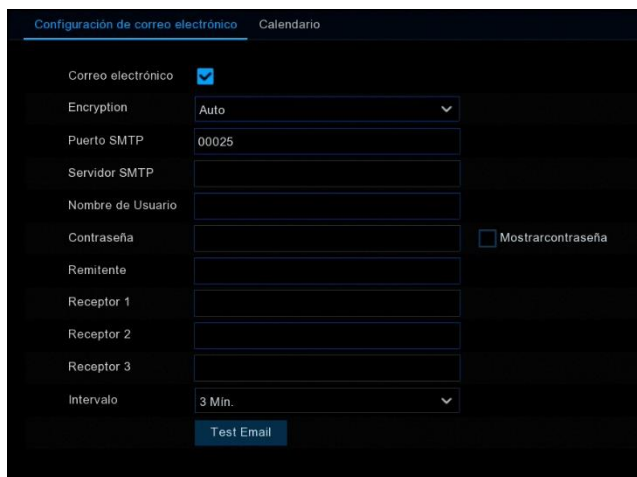 Configuración de correo electrónico Calendario
Correo electrónico
Encryption Auto
Puerto SMTP 00025
Servidor SMTP
Nombre de Usuario
Contraseña Mostrarcontraseña
Remitente
Receptor 1
Receptor 2
Receptor 3
Intervalo 3 Mín.
Test Email